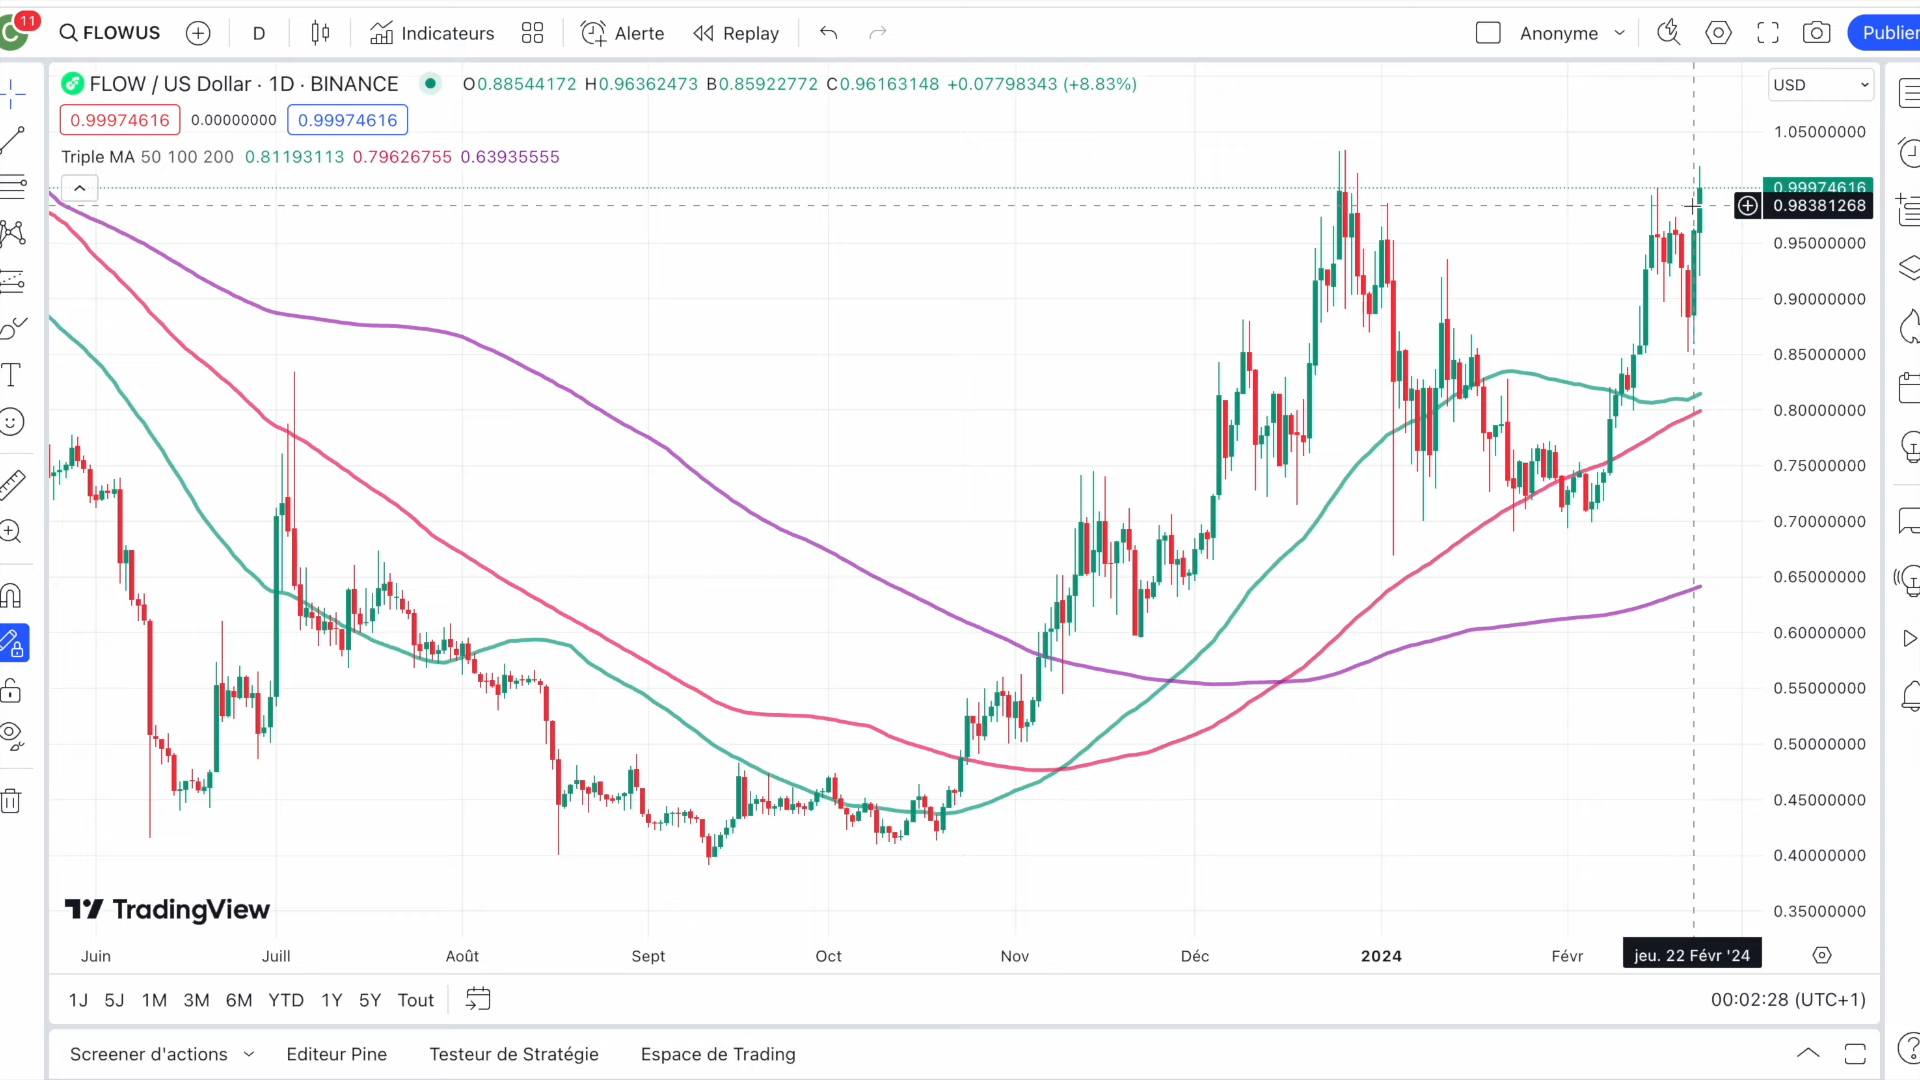 C 11
FLOWUS D Indicateurs Alerte Replay Anonyme Publier
FLOW / US Dollar · 1D · BINANCE O0.88544172 H0.96362473 B0.85922772 C0.96163148 +0.07798343 (+8.83%) USD
0.99974616 0.00000000 0.99974616
Triple MA 50 100 200 0.81193113 0.79626755 0.63935555
1.05000000
0.99974616
0.98381268
0.95000000
0.90000000
0.85000000
0.80000000
0.75000000
0.70000000
0.65000000
0.60000000
0.55000000
0.50000000
0.45000000
0.40000000
0.35000000
TradingView
Juin Juill Août Sept Oct Nov Déc 2024 Févr jeu. 22 Févr '24
1J 5J 1M 3M 6M YTD 1Y 5Y Tout 00:02:28 (UTC+1)
Screener d'actions Editeur Pine Testeur de Stratégie Espace de Trading